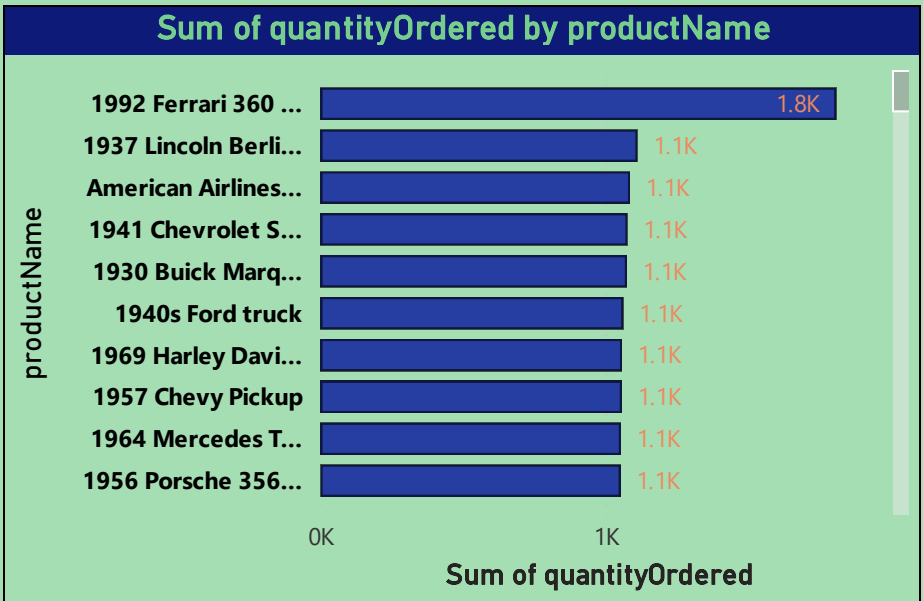 Sum of quantityOrdered by productName
productName
1992 Ferrari 360 ...
1.8K
1937 Lincoln Berli...
1.1K
American Airlines...
1.1K
1941 Chevrolet S...
1.1K
1930 Buick Marq...
1.1K
1940s Ford truck
1.1K
1969 Harley Davi...
1.1K
1957 Chevy Pickup
1.1K
1964 Mercedes T...
1.1K
1956 Porsche 356...
1.1K
0K
1K
Sum of quantityOrdered